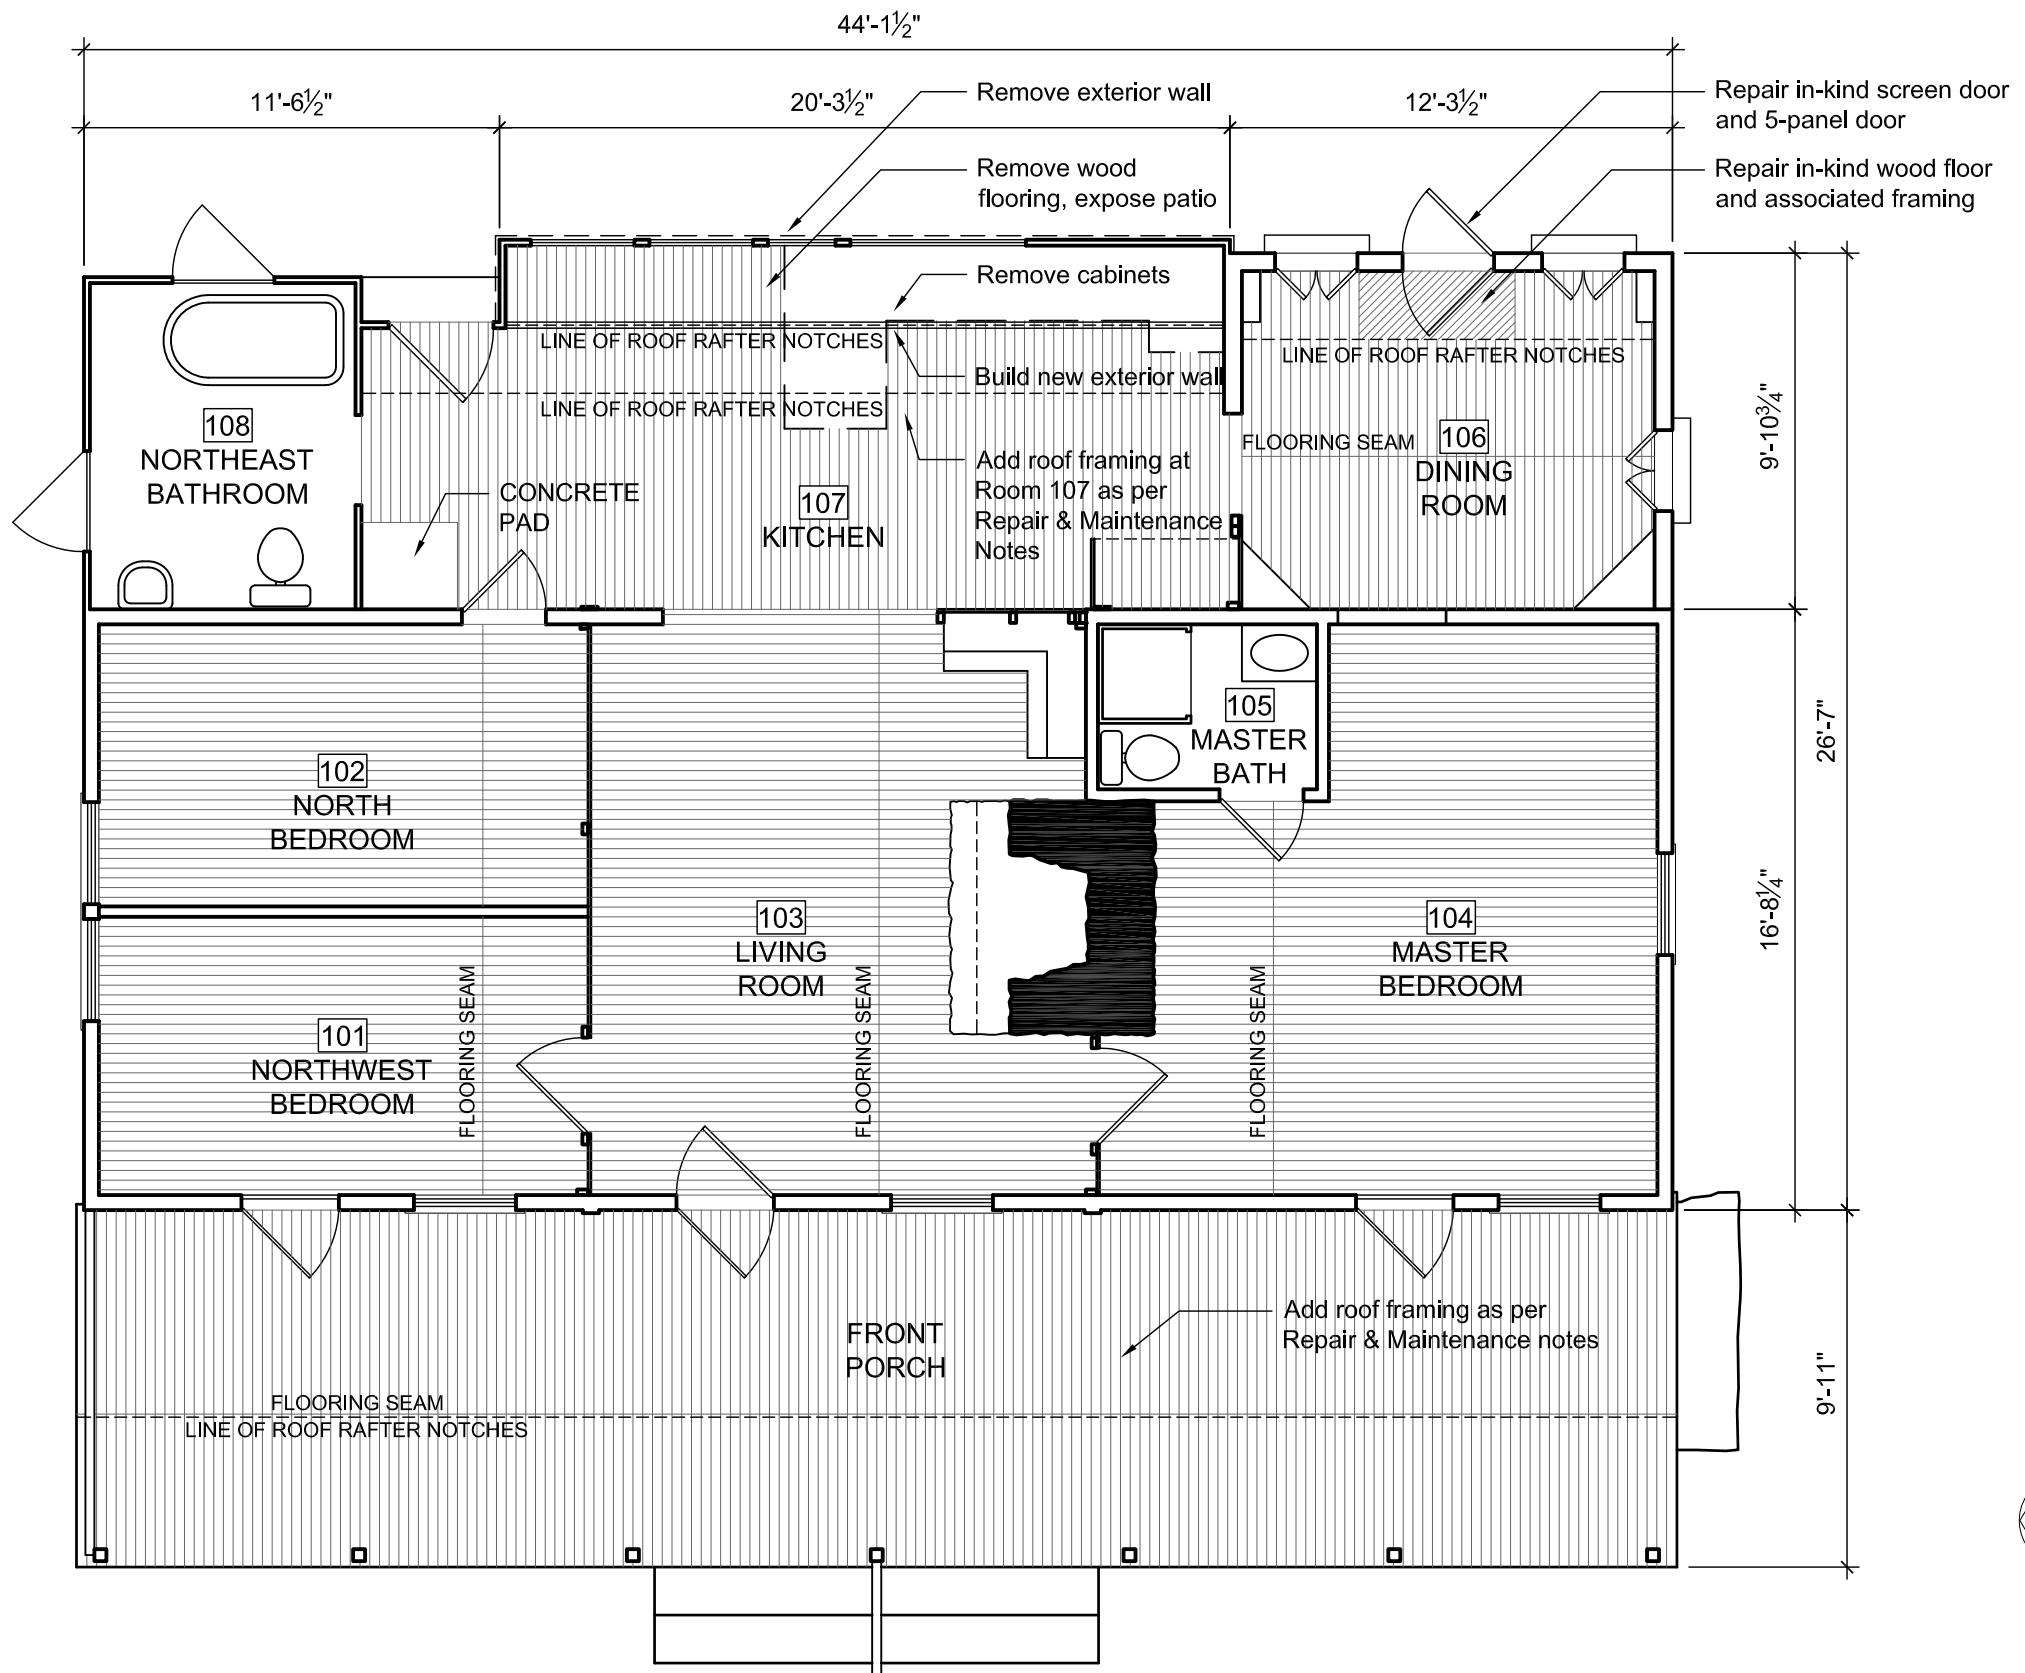 44'-1½"
11'-6½"
20'-3½"
12'-3½"
Remove exterior wall
Repair in-kind screen door
and 5-panel door
Remove wood
flooring, expose patio
Repair in-kind wood floor
and associated framing
Remove cabinets
LINE OF ROOF RAFTER NOTCHES
LINE OF ROOF RAFTER NOTCHES
Build new exterior wall
LINE OF ROOF RAFTER NOTCHES
108
NORTHEAST
BATHROOM
FLOORING SEAM
106
DINING
ROOM
9'-10¾"
Add roof framing at
Room 107 as per
Repair & Maintenance
Notes
CONCRETE
PAD
107
KITCHEN
105
MASTER
BATH
26'-7"
102
NORTH
BEDROOM
103
LIVING
ROOM
104
MASTER
BEDROOM
16'-8¼"
101
NORTHWEST
BEDROOM
FLOORING SEAM
FLOORING SEAM
FLOORING SEAM
FRONT
PORCH
Add roof framing as per
Repair & Maintenance notes
9'-11"
FLOORING SEAM
LINE OF ROOF RAFTER NOTCHES